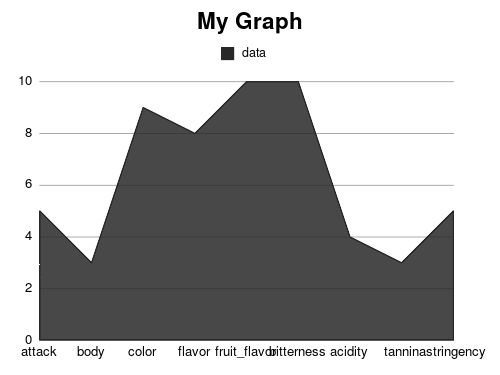 My Graph
data
10
8
6
4
2
0
attack body color flavor fruit_flavor bitterness acidity tannin astringency